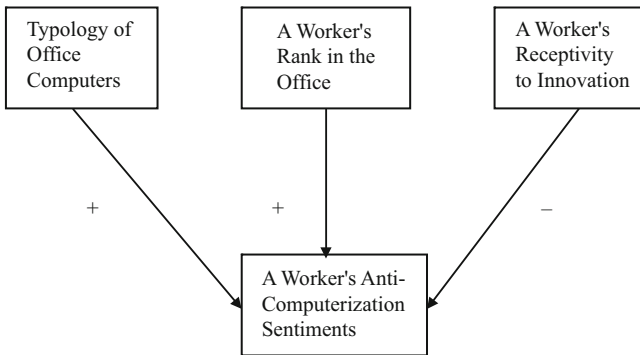 Typology of
Office
Computers
A Worker's
Rank in the
Office
A Worker's
Receptivity
to Innovation
+
+
–
A Worker's Anti-
Computerization
Sentiments